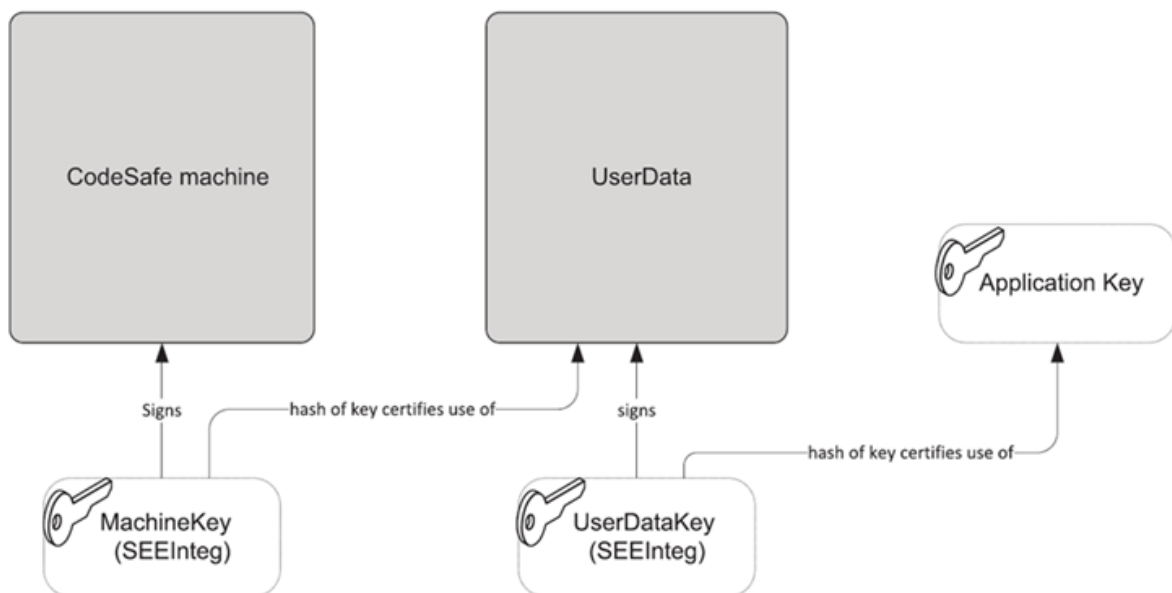 CodeSafe machine
UserData
Application Key
Signs
hash of key certifies use of
signs
hash of key certifies use of
MachineKey
(SEEInteg)
UserDataKey
(SEEInteg)